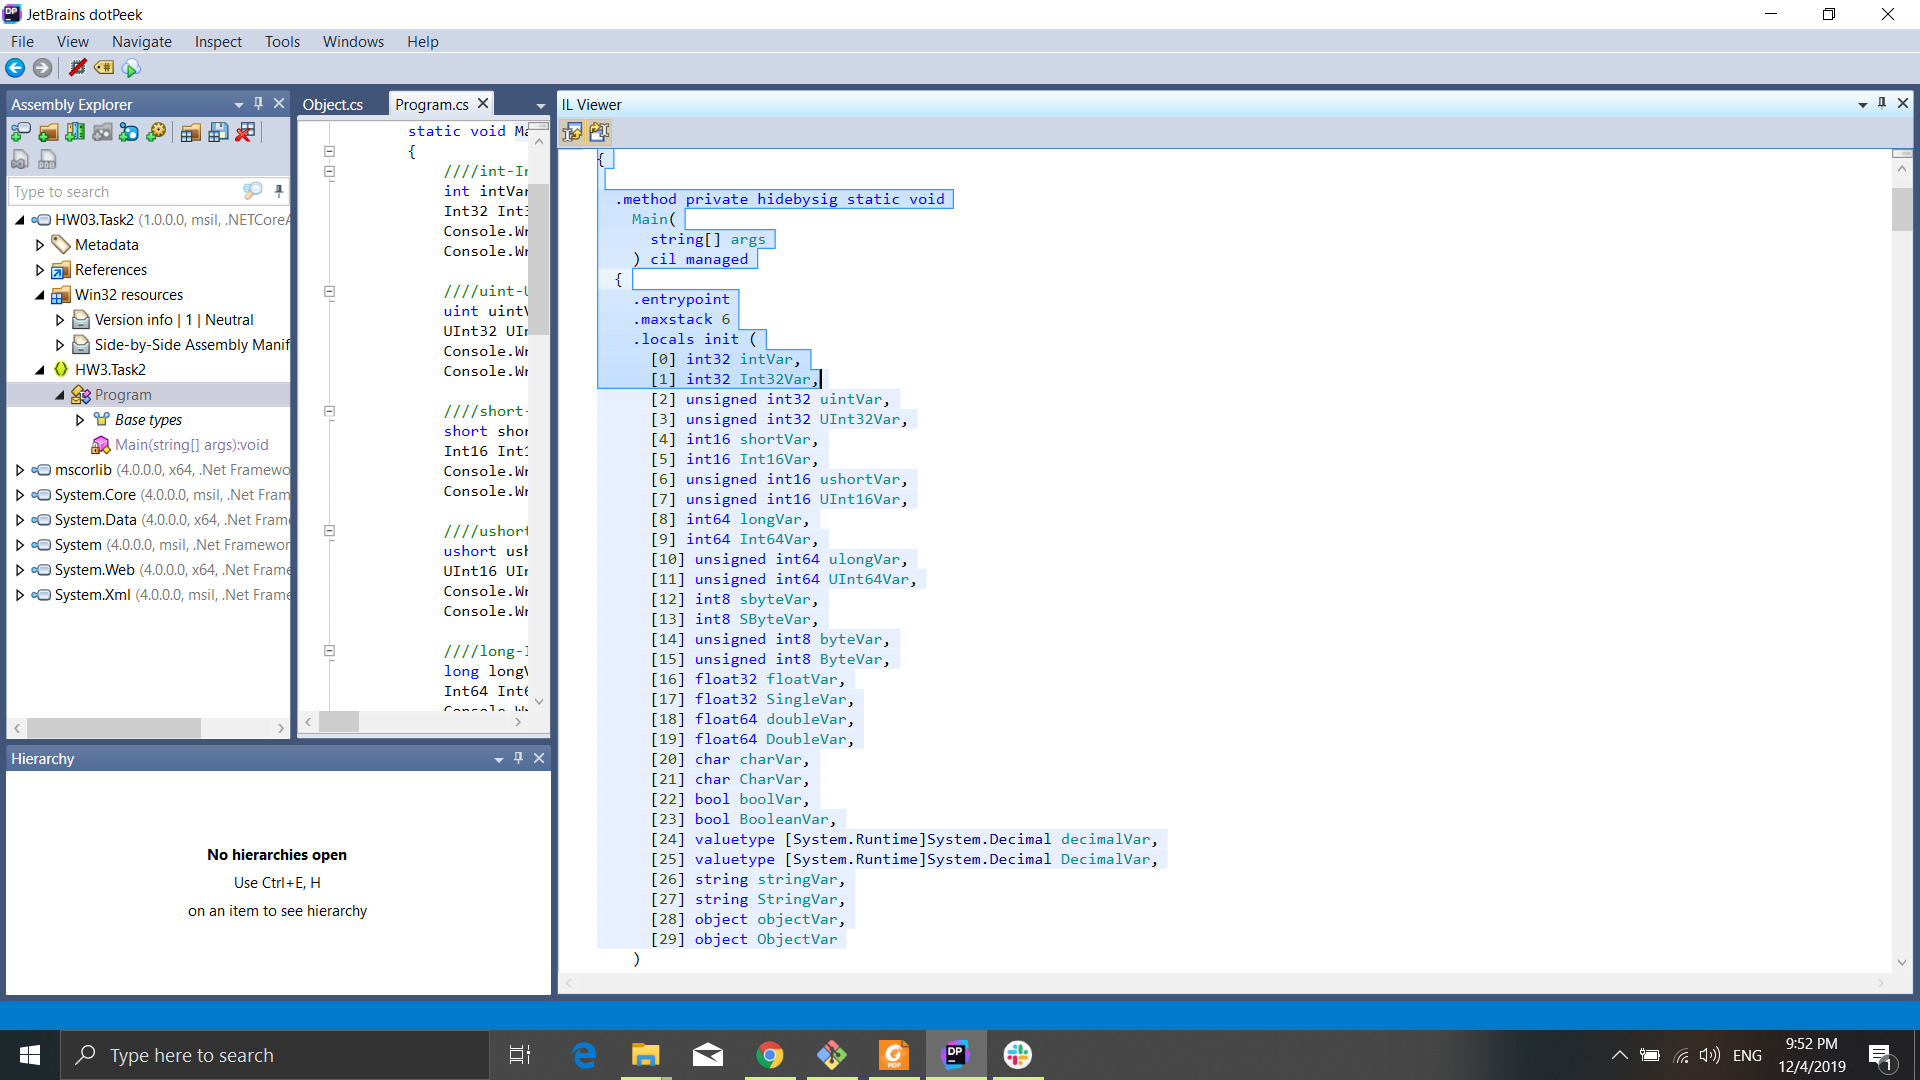 JetBrains dotPeek
File View Navigate Inspect Tools Windows Help
Assembly Explorer
Type to search
HW03.Task2 (1.0.0.0, msil, .NETCoreA
Metadata
References
Win32 resources
Version info | 1 | Neutral
Side-by-Side Assembly Manif
HW3.Task2
Program
Base types
Main(string[] args):void
mscorlib (4.0.0.0, x64, .Net Framewo
System.Core (4.0.0.0, msil, .Net Fram
System.Data (4.0.0.0, x64, .Net Frame
System (4.0.0.0, msil, .Net Framewor
System.Web (4.0.0.0, x64, .Net Frame
System.Xml (4.0.0.0, msil, .Net Frame
Hierarchy
No hierarchies open
Use Ctrl+E, H
on an item to see hierarchy
Object.cs Program.cs
static void Ma
{
////int-In
int intVar
Int32 Int3
Console.Wr
Console.Wr
////uint-U
uint uintV
UInt32 UIn
Console.Wr
Console.Wr
////short-
short shor
Int16 Int1
Console.Wr
Console.Wr
////ushort
ushort ush
UInt16 UIn
Console.Wr
Console.Wr
////long-I
long longV
Int64 Int6
Console.Wr
IL Viewer
{
.method private hidebysig static void
Main(
string[] args
) cil managed
{
.entrypoint
.maxstack 6
.locals init (
[0] int32 intVar,
[1] int32 Int32Var,
[2] unsigned int32 uintVar,
[3] unsigned int32 UInt32Var,
[4] int16 shortVar,
[5] int16 Int16Var,
[6] unsigned int16 ushortVar,
[7] unsigned int16 UInt16Var,
[8] int64 longVar,
[9] int64 Int64Var,
[10] unsigned int64 ulongVar,
[11] unsigned int64 UInt64Var,
[12] int8 sbyteVar,
[13] int8 SByteVar,
[14] unsigned int8 byteVar,
[15] unsigned int8 ByteVar,
[16] float32 floatVar,
[17] float32 SingleVar,
[18] float64 doubleVar,
[19] float64 DoubleVar,
[20] char charVar,
[21] char CharVar,
[22] bool boolVar,
[23] bool BooleanVar,
[24] valuetype [System.Runtime]System.Decimal decimalVar,
[25] valuetype [System.Runtime]System.Decimal DecimalVar,
[26] string stringVar,
[27] string StringVar,
[28] object objectVar,
[29] object ObjectVar
)
Type here to search
ENG
9:52 PM
12/4/2019
1